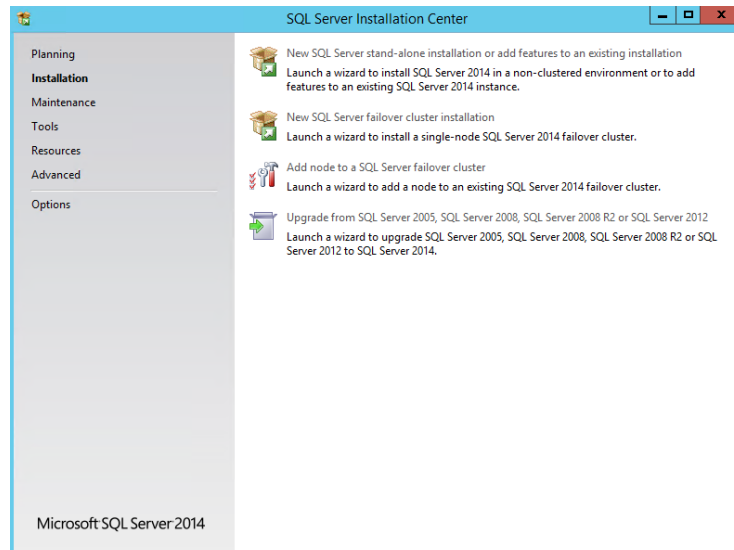 SQL Server Installation Center
x
Planning
Installation
Maintenance
Tools
Resources
Advanced
Options
New SQL Server stand-alone installation or add features to an existing installation
Launch a wizard to install SQL Server 2014 in a non-clustered environment or to add
features to an existing SQL Server 2014 instance.
New SQL Server failover cluster installation
Launch a wizard to install a single-node SQL Server 2014 failover cluster.
Add node to a SQL Server failover cluster
Launch a wizard to add a node to an existing SQL Server 2014 failover cluster.
Upgrade from SQL Server 2005, SQL Server 2008, SQL Server 2008 R2 or SQL Server 2012
Launch a wizard to upgrade SQL Server 2005, SQL Server 2008, SQL Server 2008 R2 or SQL
Server 2012 to SQL Server 2014.
Microsoft SQL Server 2014